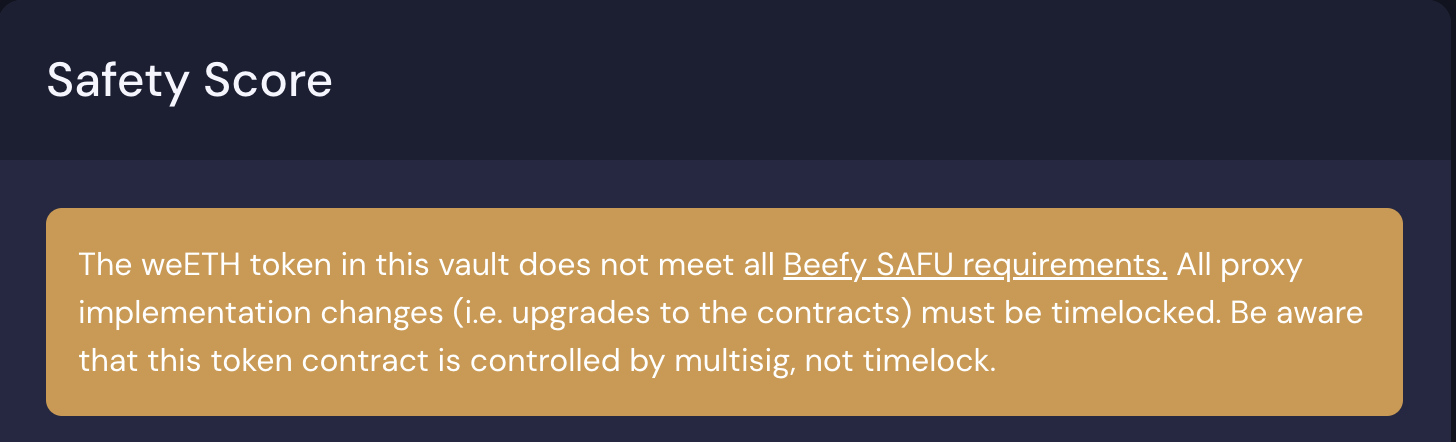 Safety Score
The weETH token in this vault does not meet all Beefy SAFU requirements. All proxy
implementation changes (i.e. upgrades to the contracts) must be timelocked. Be aware
that this token contract is controlled by multisig, not timelock.